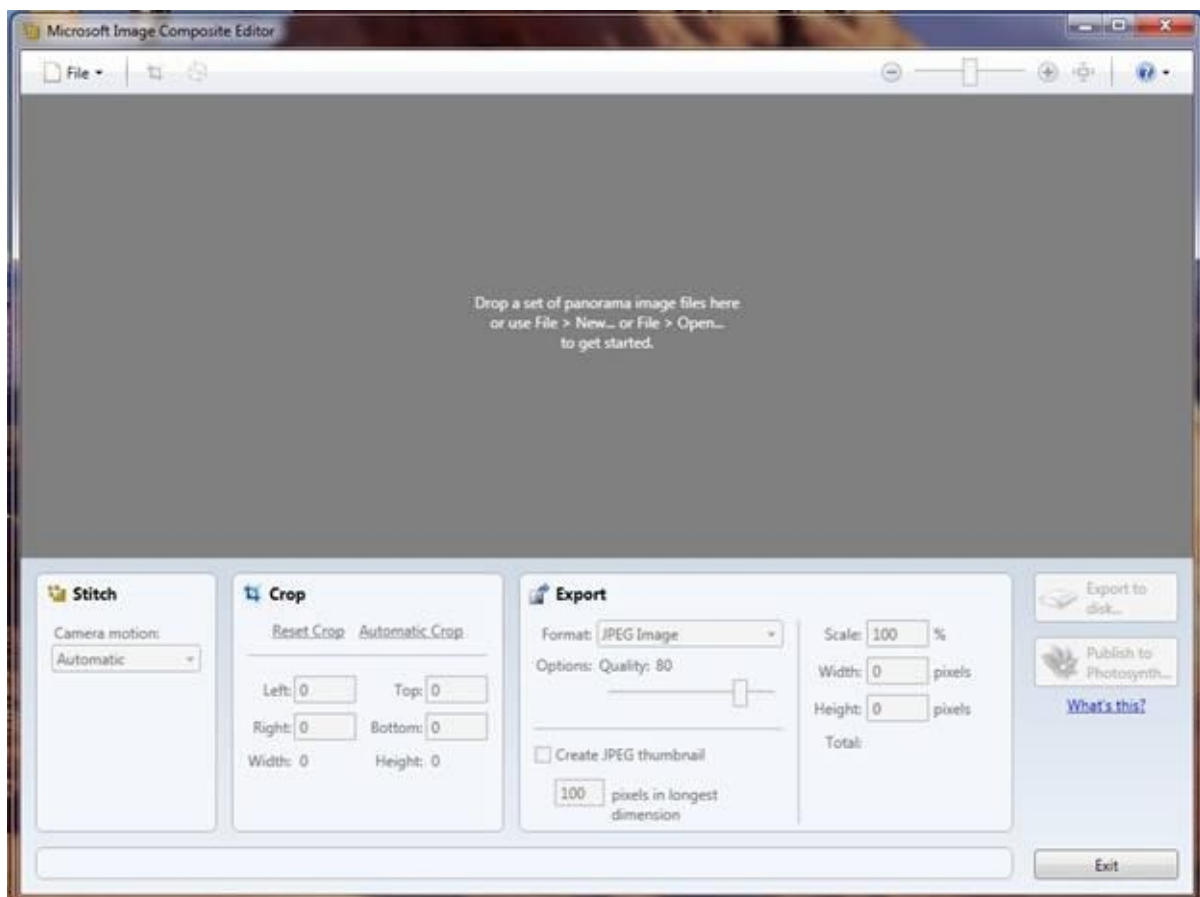 Microsoft Image Composite Editor
File
Drop a set of panorama image files here
or use File > New... or File > Open...
to get started.
Stitch
Camera motion:
Automatic
Crop
Reset Crop Automatic Crop
Left: 0 Top: 0
Right: 0 Bottom: 0
Width: 0 Height: 0
Export
Format: JPEG Image
Options: Quality: 80
Create JPEG thumbnail
100 pixels in longest
dimension
Scale: 100 %
Width: 0 pixels
Height: 0 pixels
Total:
Export to
disk...
Publish to
Photosynth...
What's this?
Exit